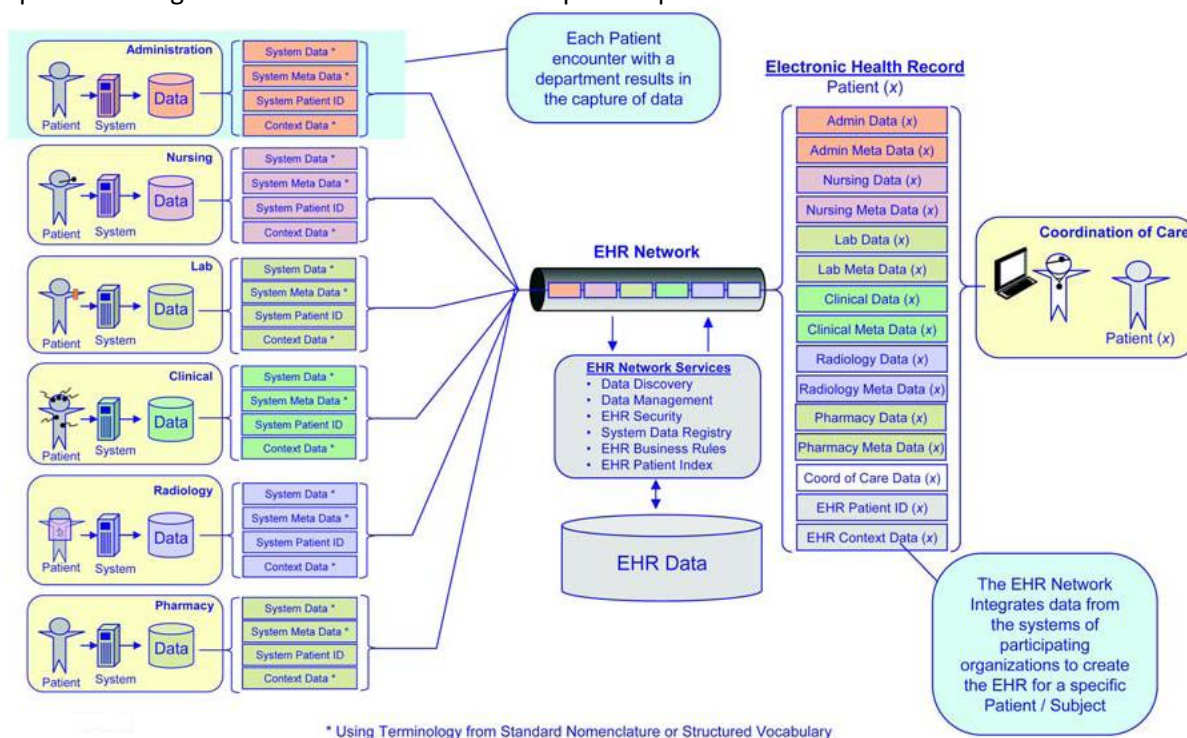 Administration
Patient
System
Data
System Data *
System Meta Data *
System Patient ID
Context Data *
Nursing
Patient
System
Data
System Data *
System Meta Data *
System Patient ID
Context Data *
Lab
Patient
System
Data
System Data *
System Meta Data *
System Patient ID
Context Data *
Clinical
Patient
System
Data
System Data *
System Meta Data *
System Patient ID
Context Data *
Radiology
Patient
System
Data
System Data *
System Meta Data *
System Patient ID
Context Data *
Pharmacy
Patient
System
Data
System Data *
System Meta Data *
System Patient ID
Context Data *
Each Patient
encounter with a
department results in
the capture of data
EHR Network
EHR Network Services
• Data Discovery
• Data Management
• EHR Security
• System Data Registry
• EHR Business Rules
• EHR Patient Index
EHR Data
Electronic Health Record
Patient (x)
Admin Data (x)
Admin Meta Data (x)
Nursing Data (x)
Nursing Meta Data (x)
Lab Data (x)
Lab Meta Data (x)
Clinical Data (x)
Clinical Meta Data (x)
Radiology Data (x)
Radiology Meta Data (x)
Pharmacy Data (x)
Pharmacy Meta Data (x)
Coord of Care Data (x)
EHR Patient ID (x)
EHR Context Data (x)
Coordination of Care
Patient (x)
The EHR Network
Integrates data from
the systems of
participating
organizations to create
the EHR for a specific
Patient / Subject
* Using Terminology from Standard Nomenclature or Structured Vocabulary